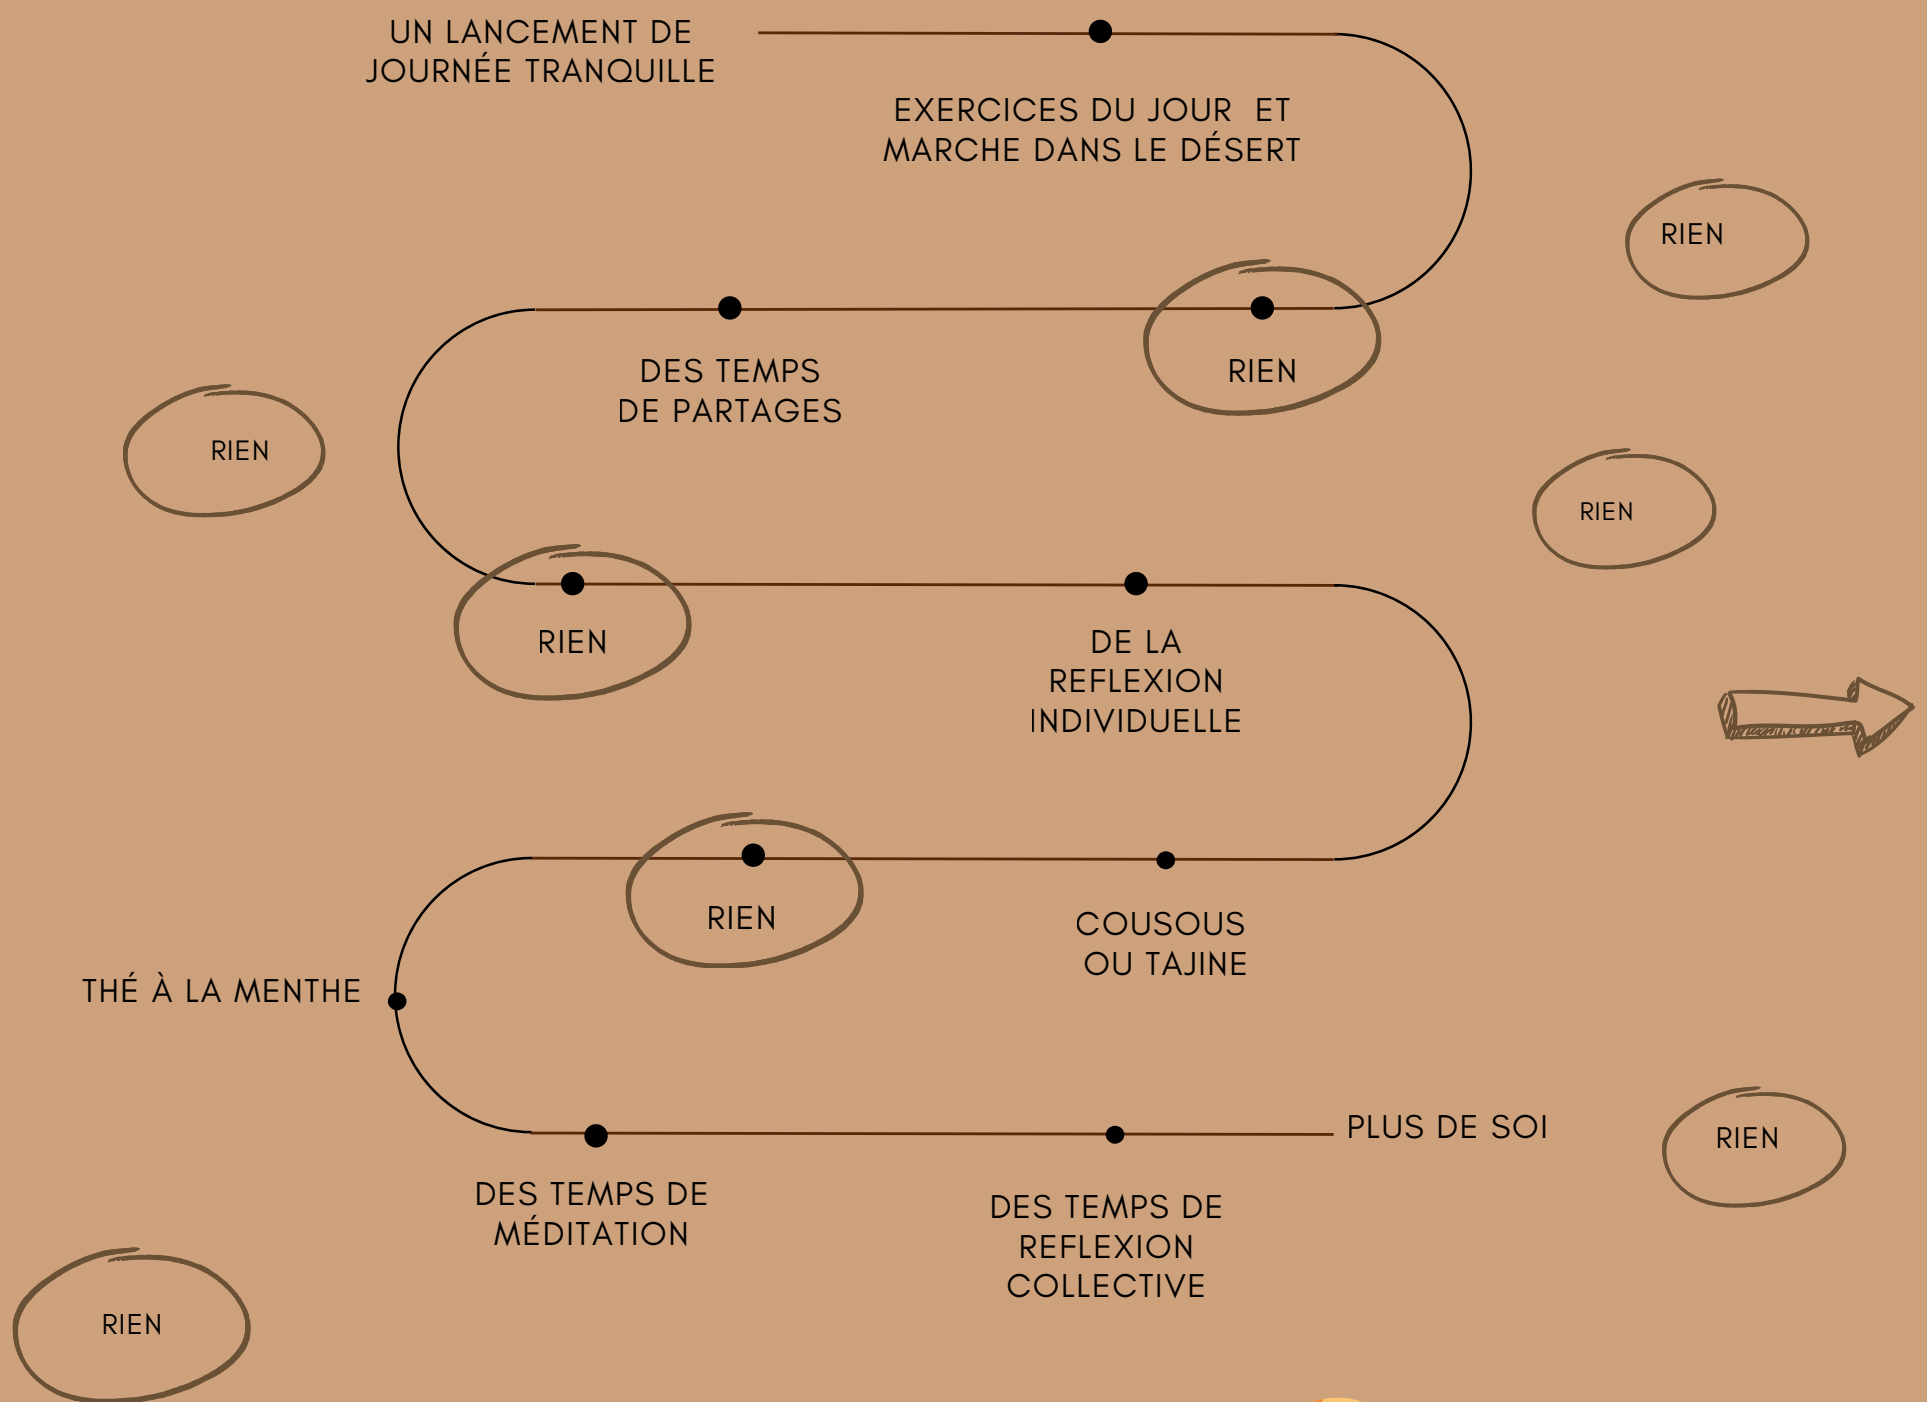 UN LANCEMENT DE
JOURNÉE TRANQUILLE
EXERCICES DU JOUR ET
MARCHE DANS LE DÉSERT
RIEN
RIEN
DES TEMPS
DE PARTAGES
RIEN
RIEN
RIEN
DE LA
REFLEXION
INDIVIDUELLE
COUSOUS
OU TAJINE
RIEN
THÉ À LA MENTHE
DES TEMPS DE
MÉDITATION
DES TEMPS DE
REFLEXION
COLLECTIVE
PLUS DE SOI
RIEN
RIEN